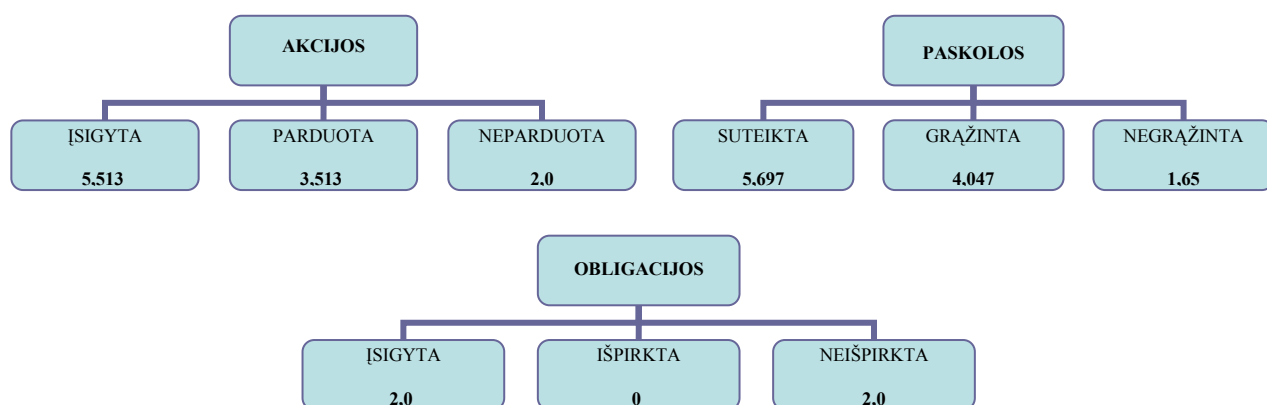 AKCIJOS
ĮSIGYTA
5,513
PARDUOTA
3,513
NEPARDUOTA
2,0
PASKOLOS
SUTEIKTA
5,697
GRĄŽINTA
4,047
NEGRĄŽINTA
1,65
OBLIGACIJOS
ĮSIGYTA
2,0
IŠPIRKTA
0
NEIŠPIRKTA
2,0